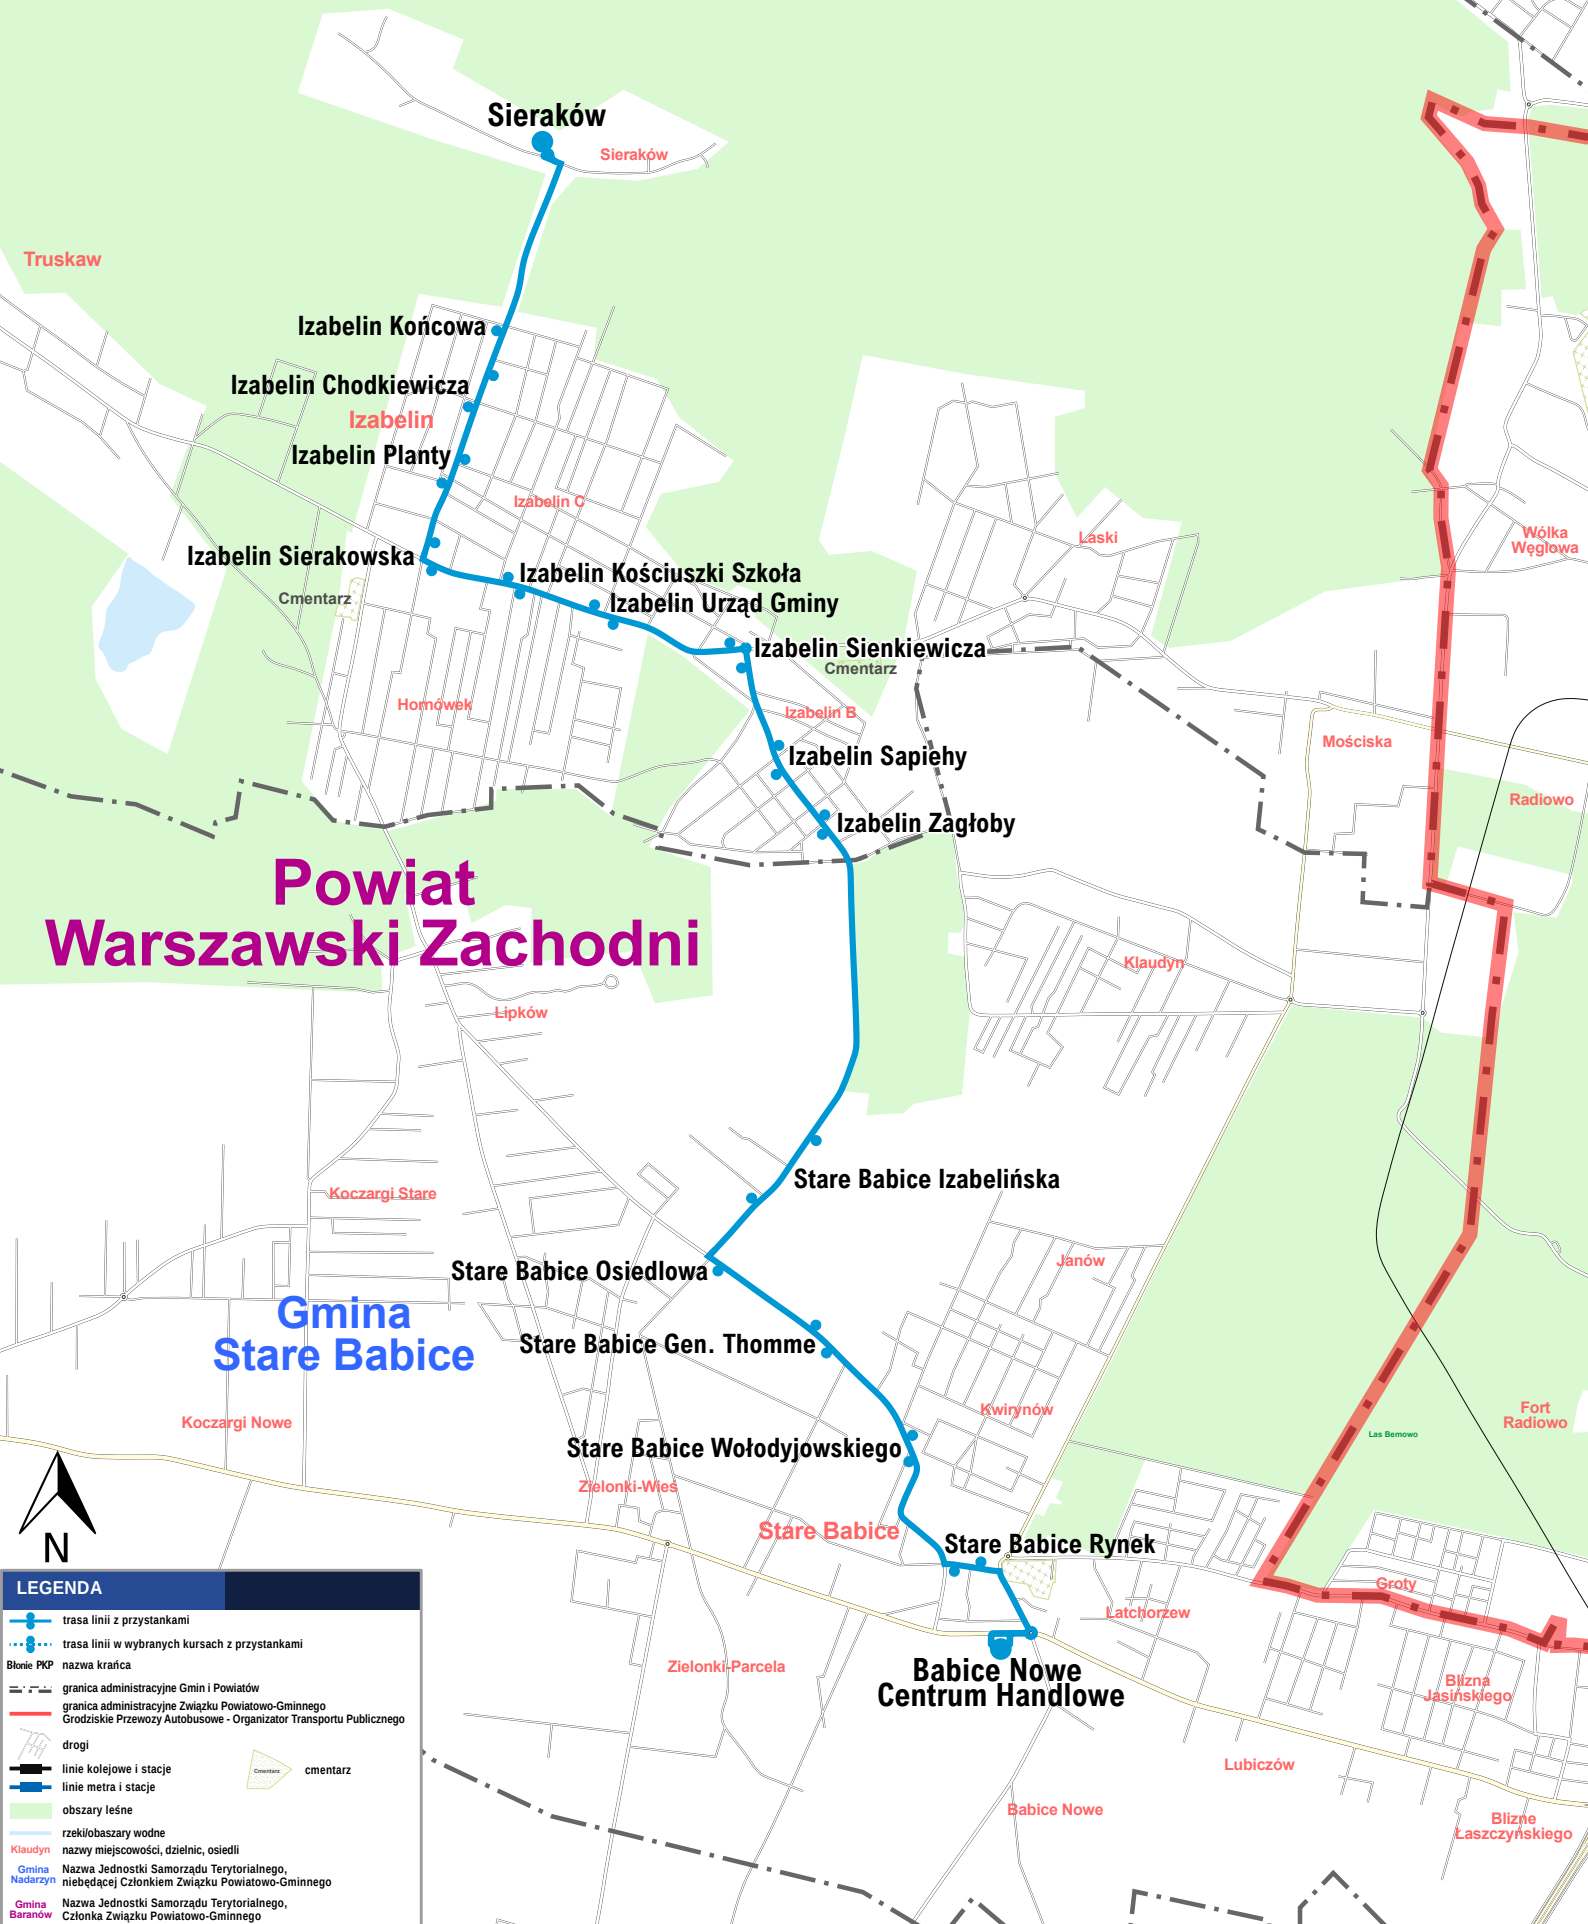 Sieraków
Sieraków
Truskaw
Izabelin Końcowa
Izabelin Chodkiewicza
Izabelin
Izabelin Planty
Izabelin C
Laski
Wólka
Węglowa
Izabelin Sierakowska
Izabelin Kościuszki Szkoła
Cmentarz
Izabelin Urząd Gminy
Izabelin Sienkiewicza
Cmentarz
Hornówek
Izabelin B
Mościska
Izabelin Sapiehy
Radiowo
Izabelin Zagłoby
Powiat
Warszawski Zachodni
Klaudyn
Lipków
Stare Babice Izabelińska
Koczargi Stare
Janów
Stare Babice Osiedlowa
Gmina
Stare Babice
Stare Babice Gen. Thomme
Kwirynów
Fort
Radiowo
Koczargi Nowe
Las Bemowo
Stare Babice Wołodyjowskiego
Zielonki-Wieś
Stare Babice
Stare Babice Rynek
N
Groty
Latchorzew
Zielonki-Parcela
Babice Nowe
Centrum Handlowe
Blizna
Jasińskiego
Lubiczów
Babice Nowe
Blizne
Łaszczyńskiego
LEGENDA
trasa linii z przystankami
trasa linii w wybranych kursach z przystankami
Błonie PKP nazwa krańca
granica administracyjne Gmin i Powiatów
granica administracyjne Związku Powiatowo-Gminnego
Grodziskie Przewozy Autobusowe - Organizator Transportu Publicznego
drogi
linie kolejowe i stacje
Cmentarz cmentarz
linie metra i stacje
obszary leśne
rzeki/obaszary wodne
Klaudyn nazwy miejscowości, dzielnic, osiedli
Gmina
Nadarzyn
Nazwa Jednostki Samorządu Terytorialnego,
niebędącej Członkiem Związku Powiatowo-Gminnego
Gmina
Baranów
Nazwa Jednostki Samorządu Terytorialnego,
Członka Związku Powiatowo-Gminnego